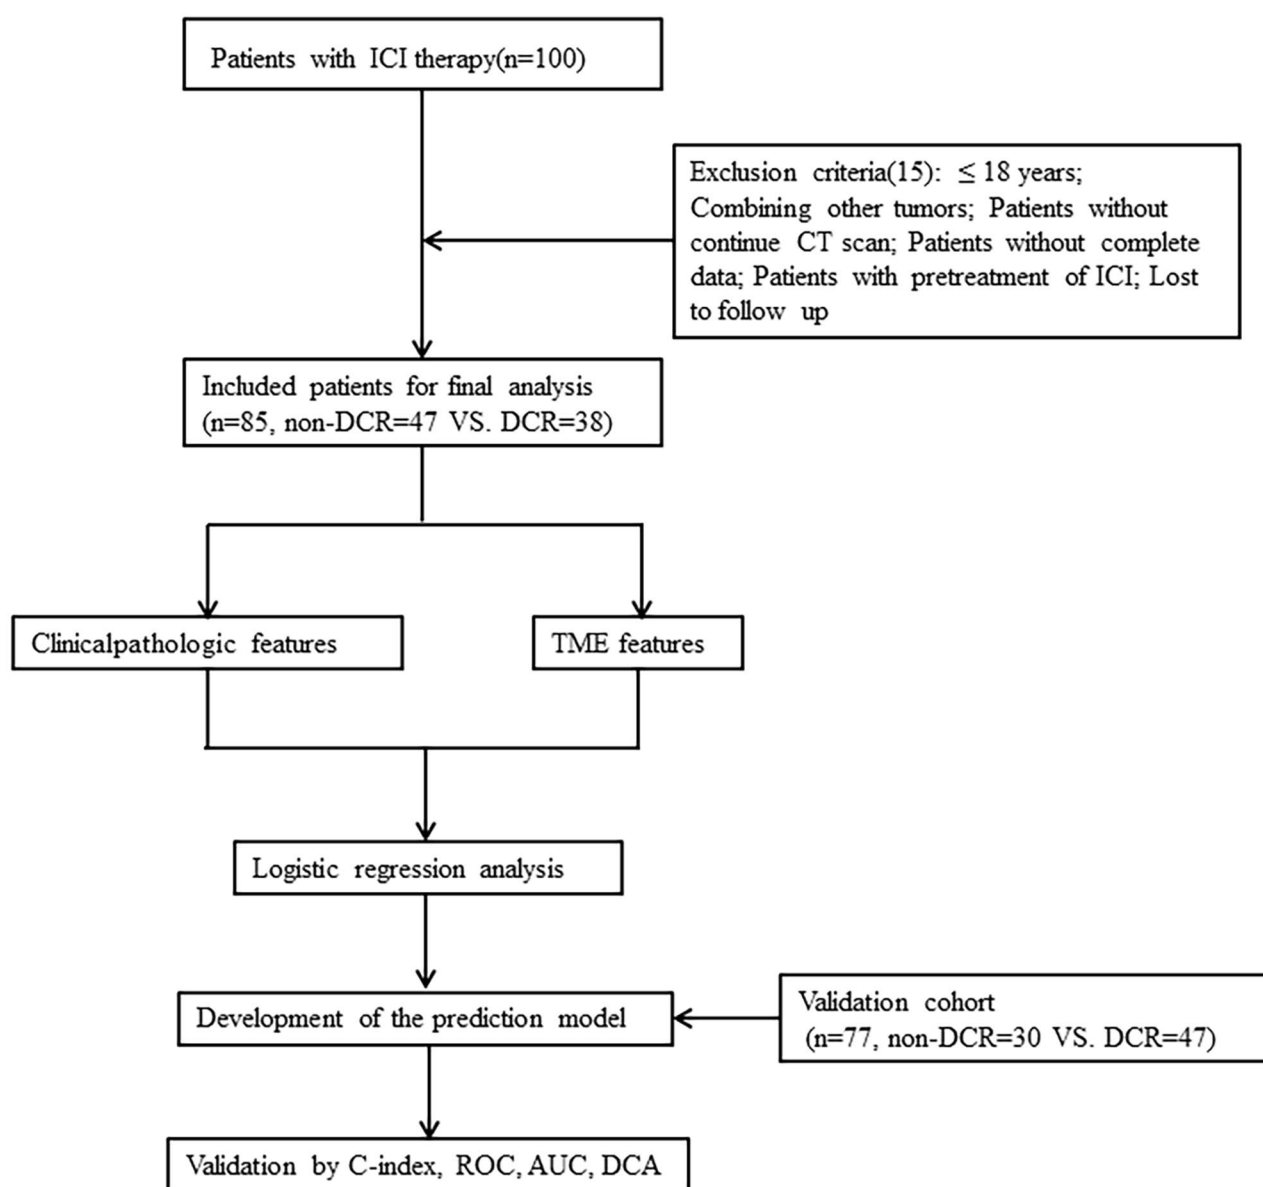 Patients with ICI therapy(n=100)
Exclusion criteria(15): ≤ 18 years;
Combining other tumors; Patients without
continue CT scan; Patients without complete
data; Patients with pretreatment of ICI; Lost
to follow up
Included patients for final analysis
(n=85, non-DCR=47 VS. DCR=38)
Clinicalpathologic features
TME features
Logistic regression analysis
Development of the prediction model
Validation cohort
(n=77, non-DCR=30 VS. DCR=47)
Validation by C-index, ROC, AUC, DCA